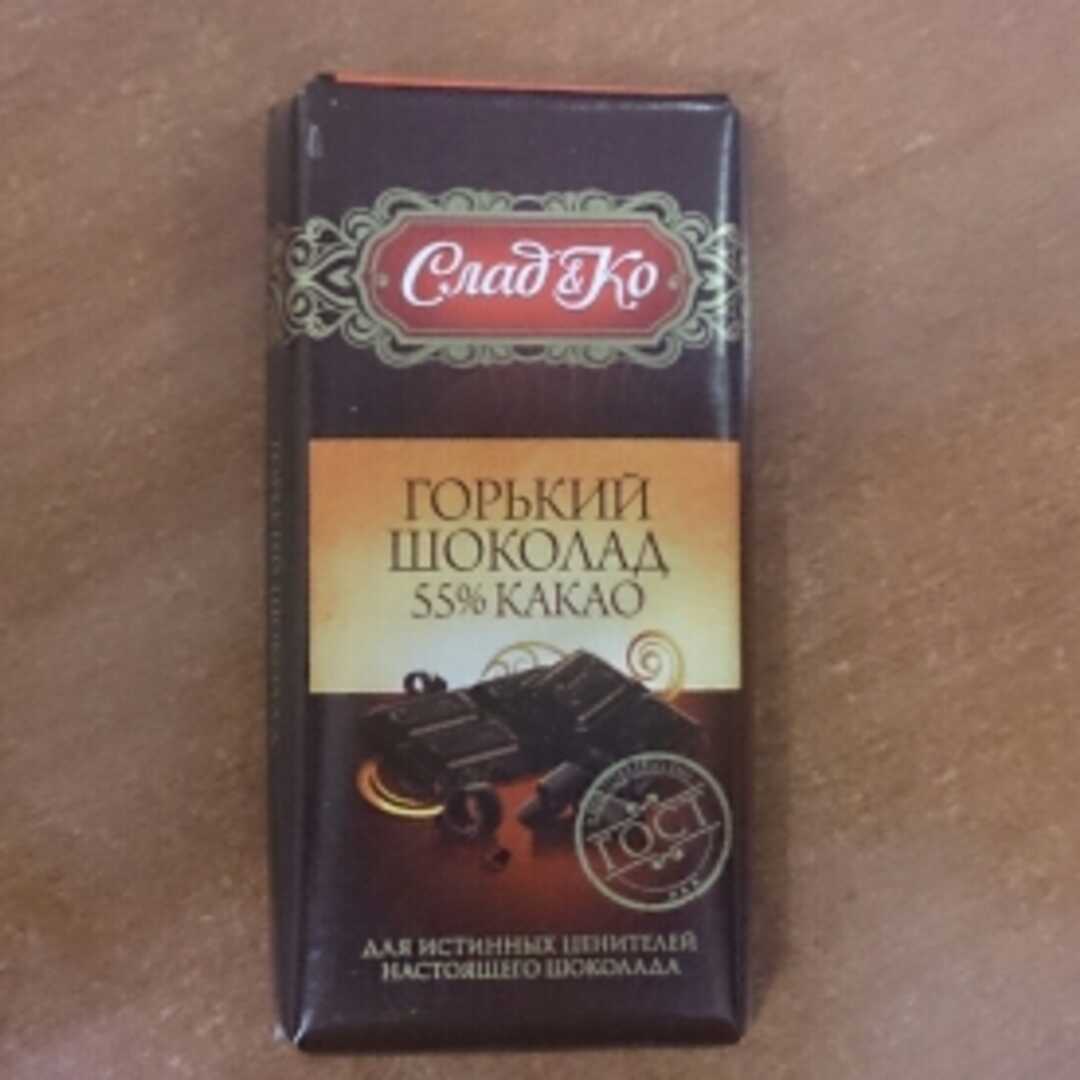 Слад&Ко
ГОРЬКИЙ
ШОКОЛАД
55% КАКАО
ГОСТ
ДЛЯ ИСТИННЫХ ЦЕНИТЕЛЕЙ
НАСТОЯЩЕГО ШОКОЛАДА